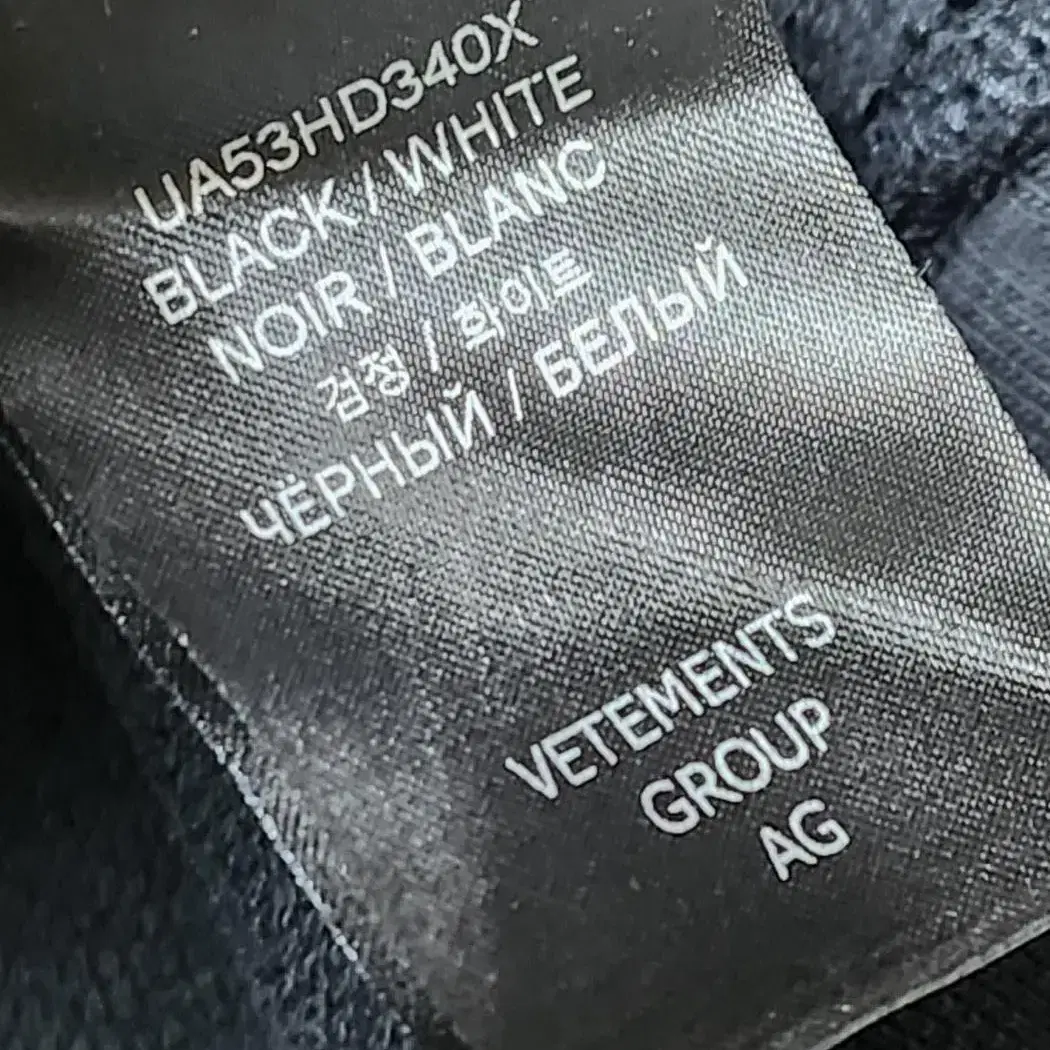 UA53HD340X
BLACK / WHITE
NOIR / BLANC
검정 / 화이트
ЧЁРНЫЙ / БЕЛЫЙ
VETEMENTS
GROUP
AG